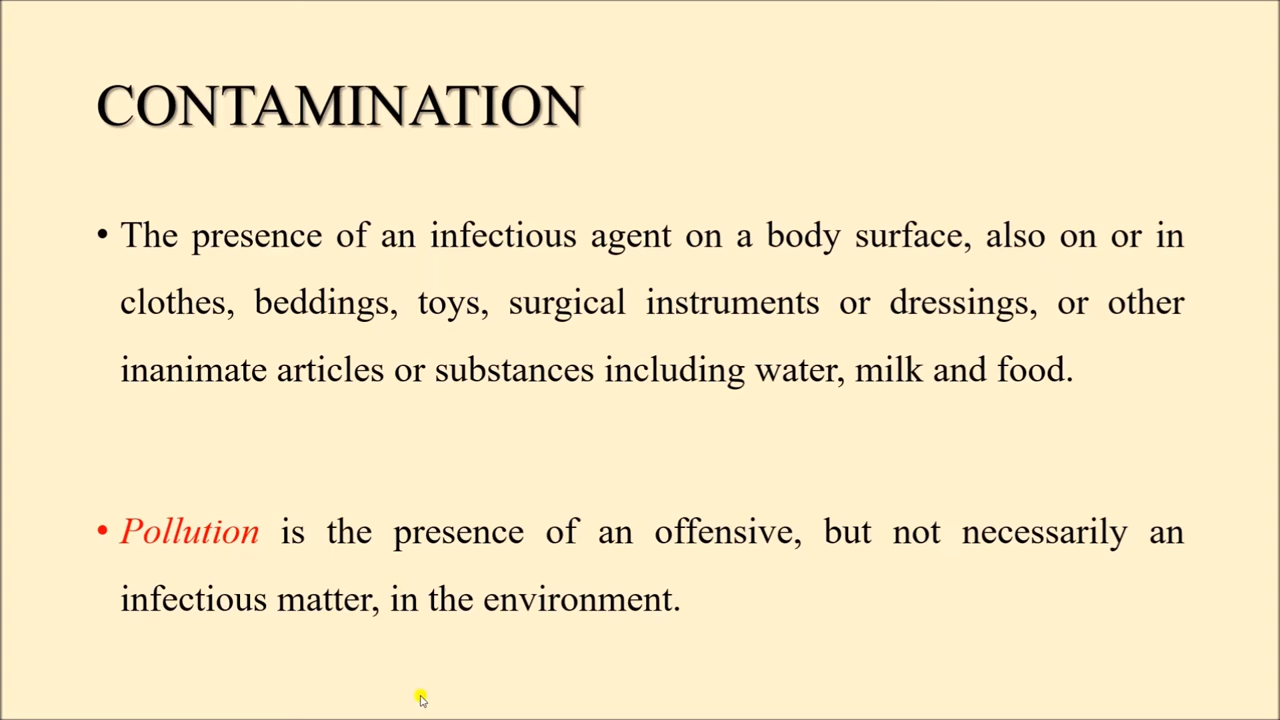 CONTAMINATION
• The presence of an infectious agent on a body surface, also on or in
clothes, beddings, toys, surgical instruments or dressings, or other
inanimate articles or substances including water, milk and food.
• Pollution is the presence of an offensive, but not necessarily an
infectious matter, in the environment.